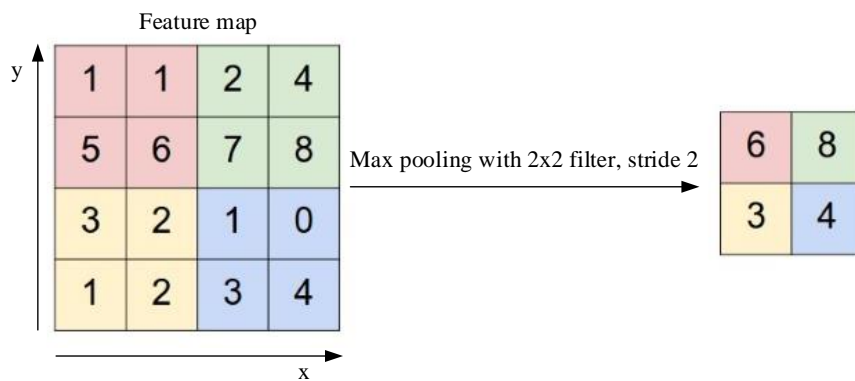 Feature map
y
1 1 2 4
5 6 7 8
3 2 1 0
1 2 3 4
x
Max pooling with 2x2 filter, stride 2
6 8
3 4